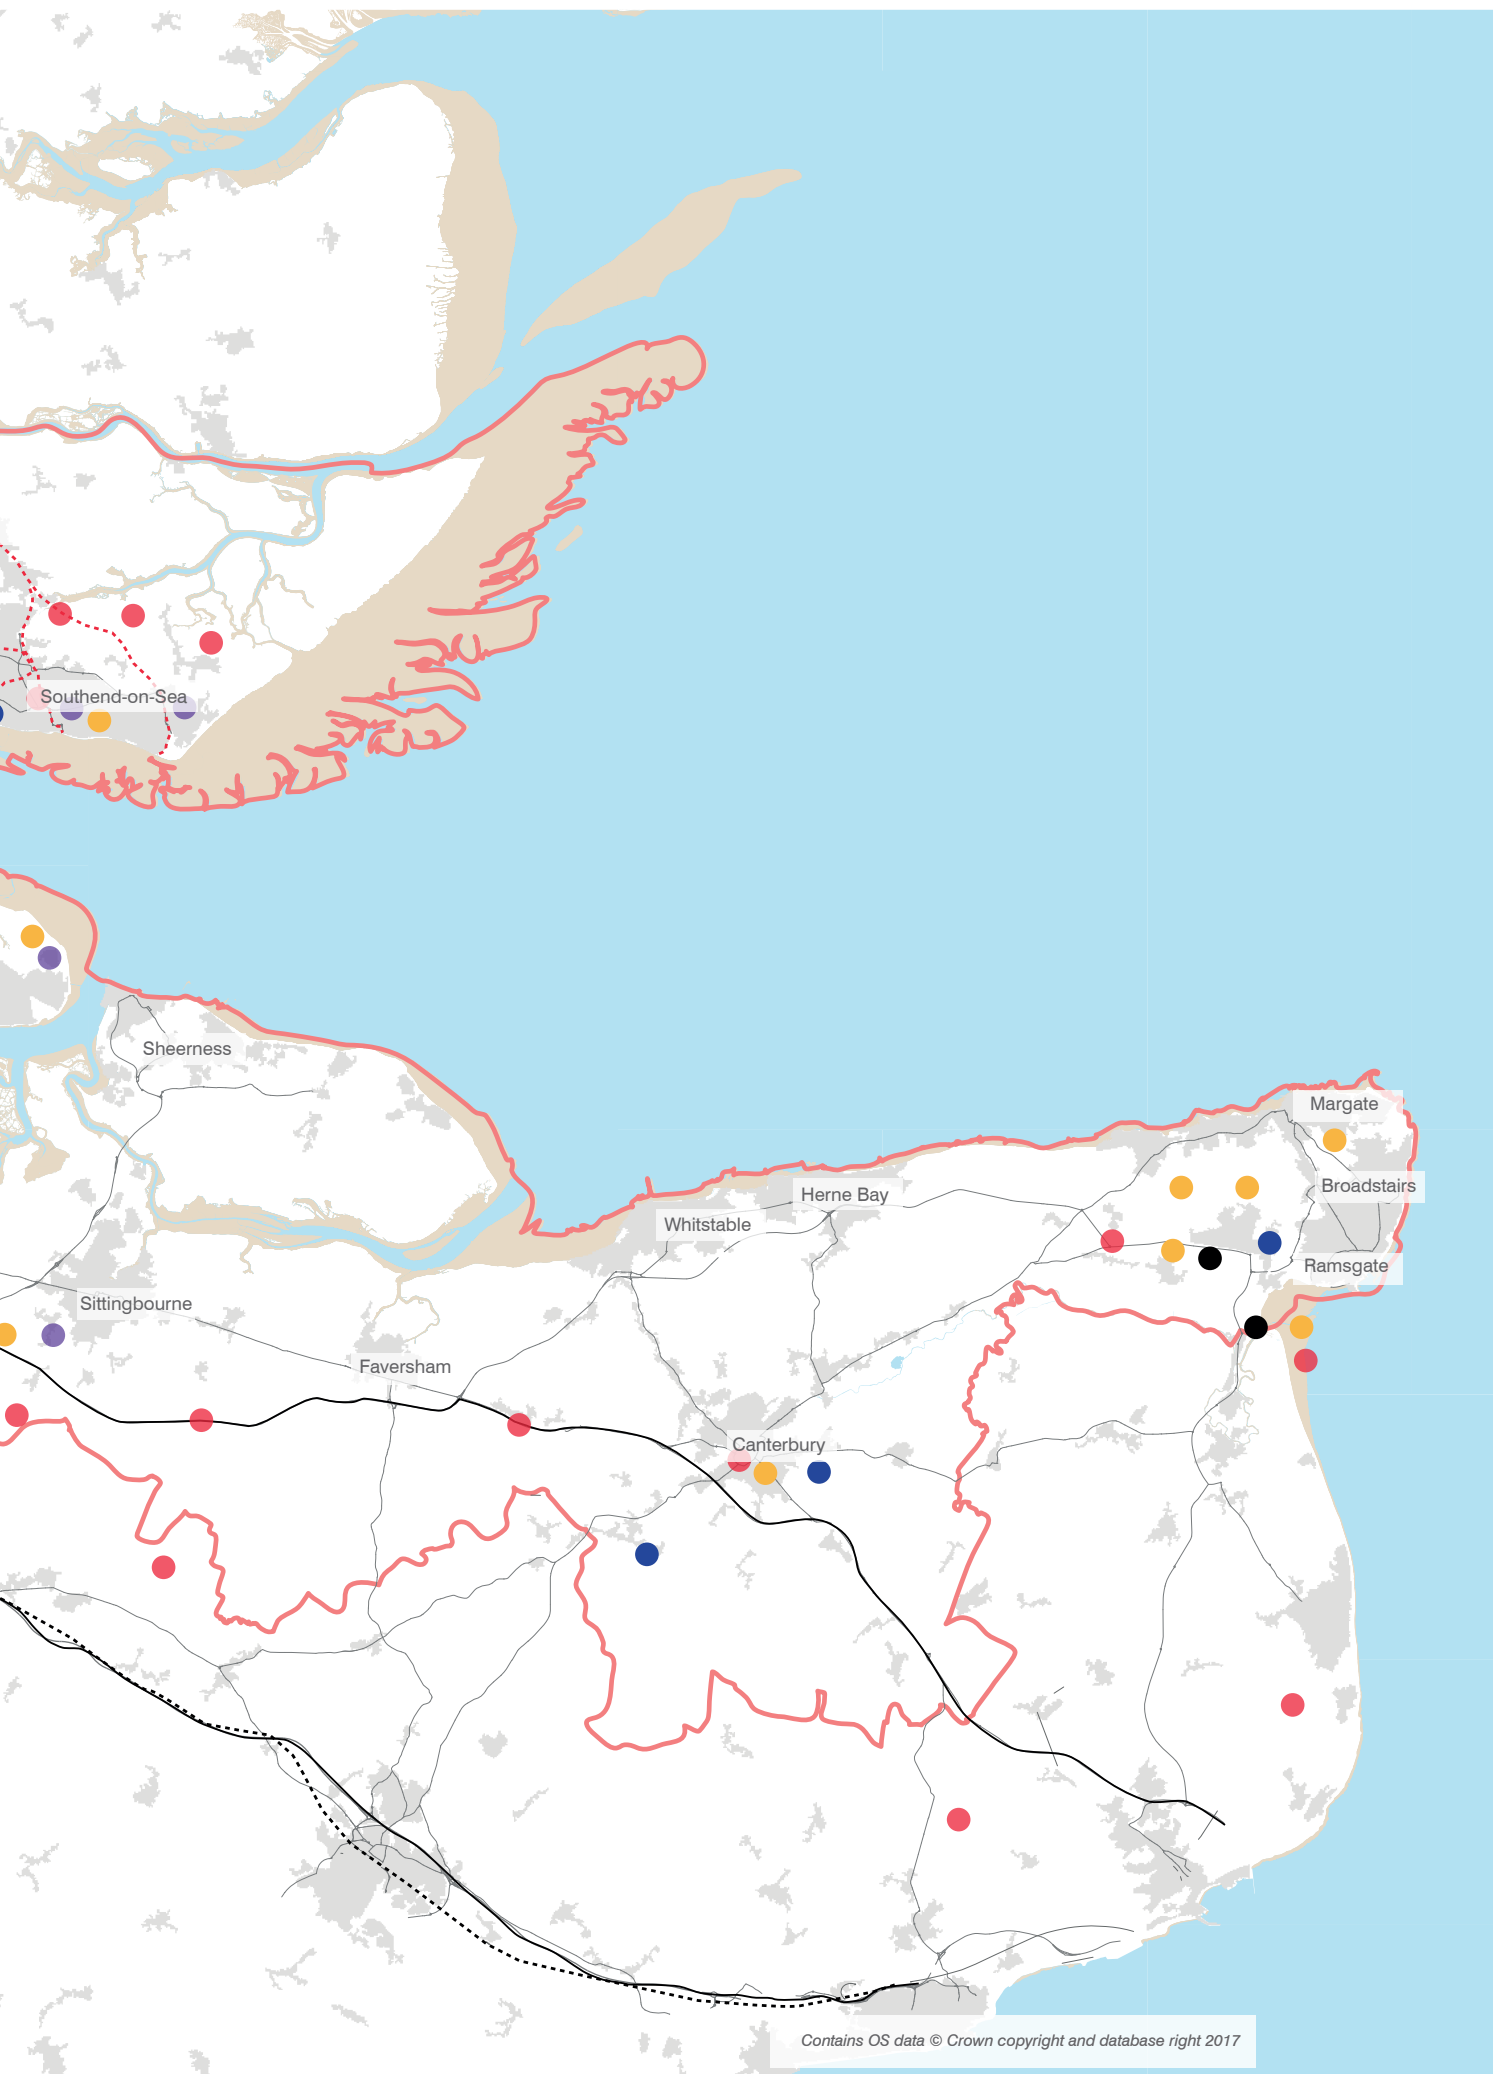 Southend-on-Sea
Sheerness
Margate
Broadstairs
Herne Bay
Whitstable
Ramsgate
Sittingbourne
Faversham
Canterbury
Contains OS data © Crown copyright and database right 2017